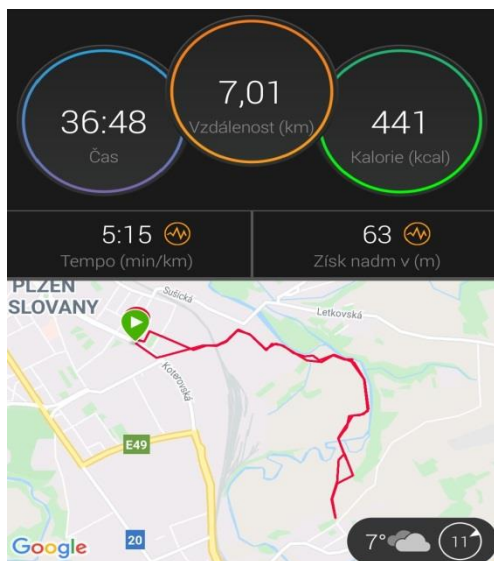 7,01
36:48
Vzdálenost (km)
441
Čas
Kalorie (kcal)
5:15
63
Tempo (min/km)
Získ nadm v (m)
PLZEŇ
SLOVANY
Sušická
Letkovská
Koterovská
E49
20
Google
7°
11